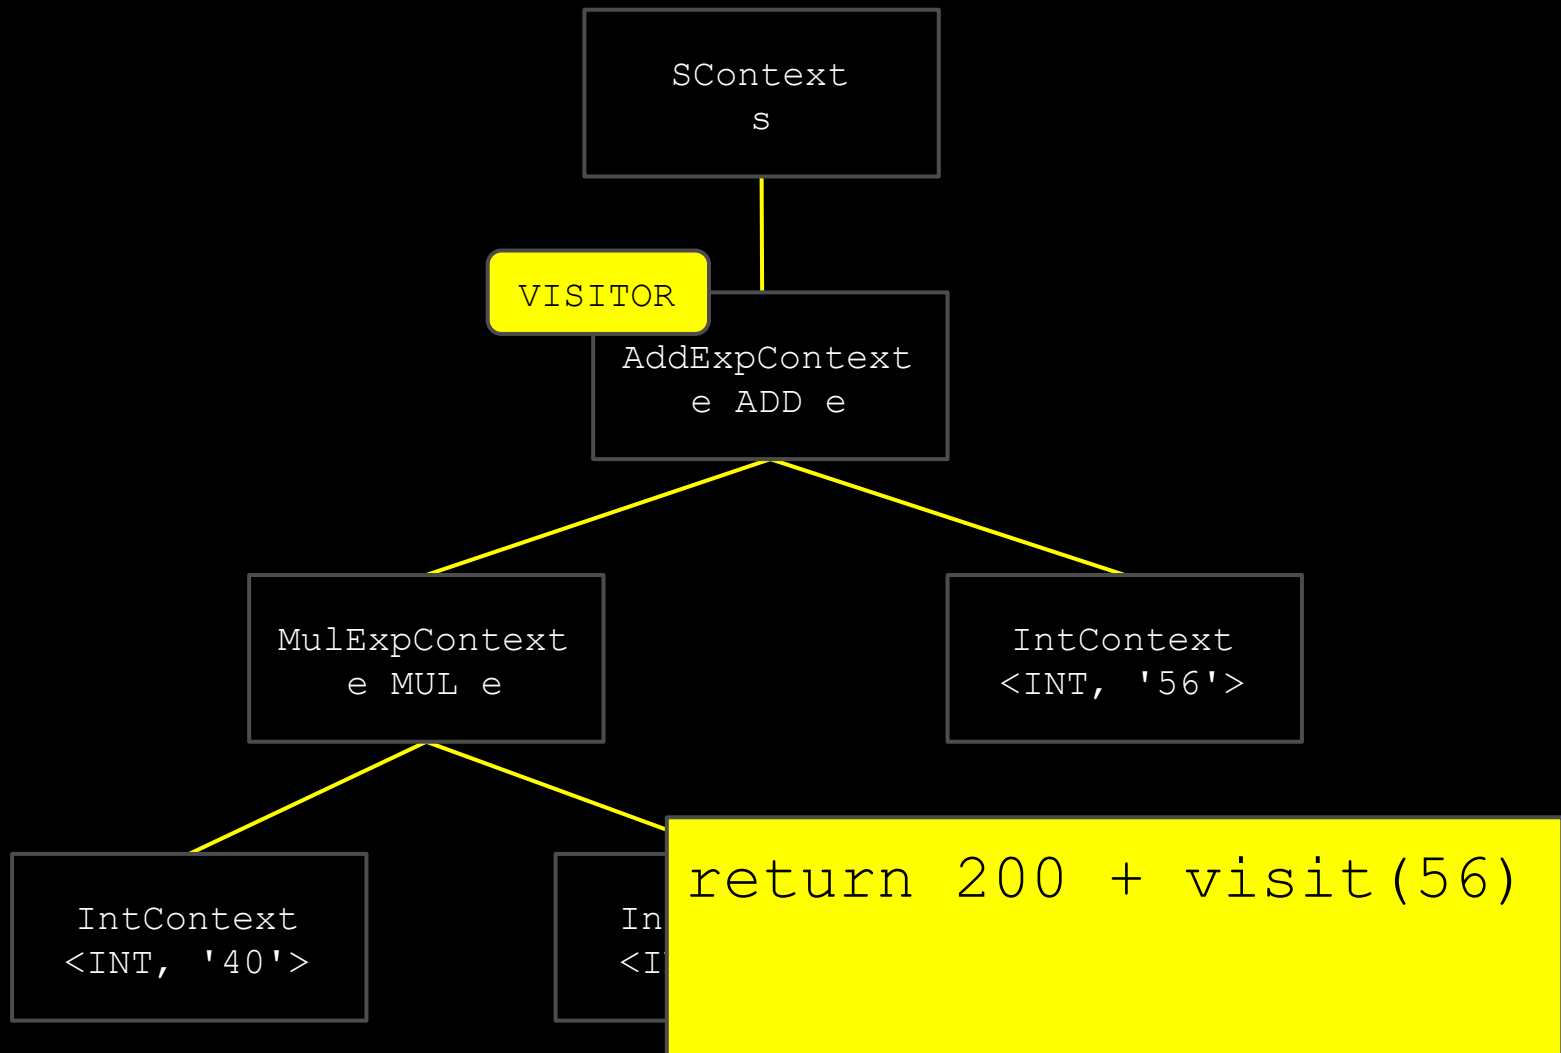 SContext
s
VISITOR
AddExpContext
e ADD e
MulExpContext
e MUL e
IntContext
<INT, '56'>
IntContext
<INT, '40'>
return 200 + visit(56)